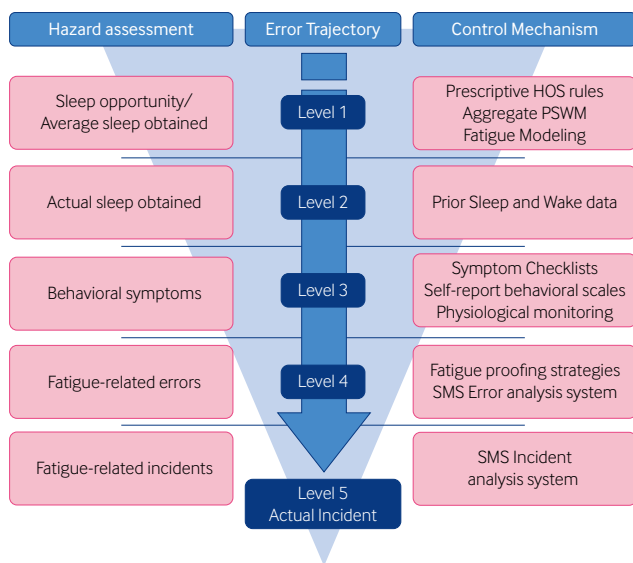 Hazard assessment
Error Trajectory
Control Mechanism
Sleep opportunity/
Average sleep obtained
Level 1
Prescriptive HOS rules
Aggregate PSWM
Fatigue Modeling
Actual sleep obtained
Level 2
Prior Sleep and Wake data
Behavioral symptoms
Level 3
Symptom Checklists
Self-report behavioral scales
Physiological monitoring
Fatigue-related errors
Level 4
Fatigue proofing strategies
SMS Error analysis system
Fatigue-related incidents
Level 5
Actual Incident
SMS Incident
analysis system